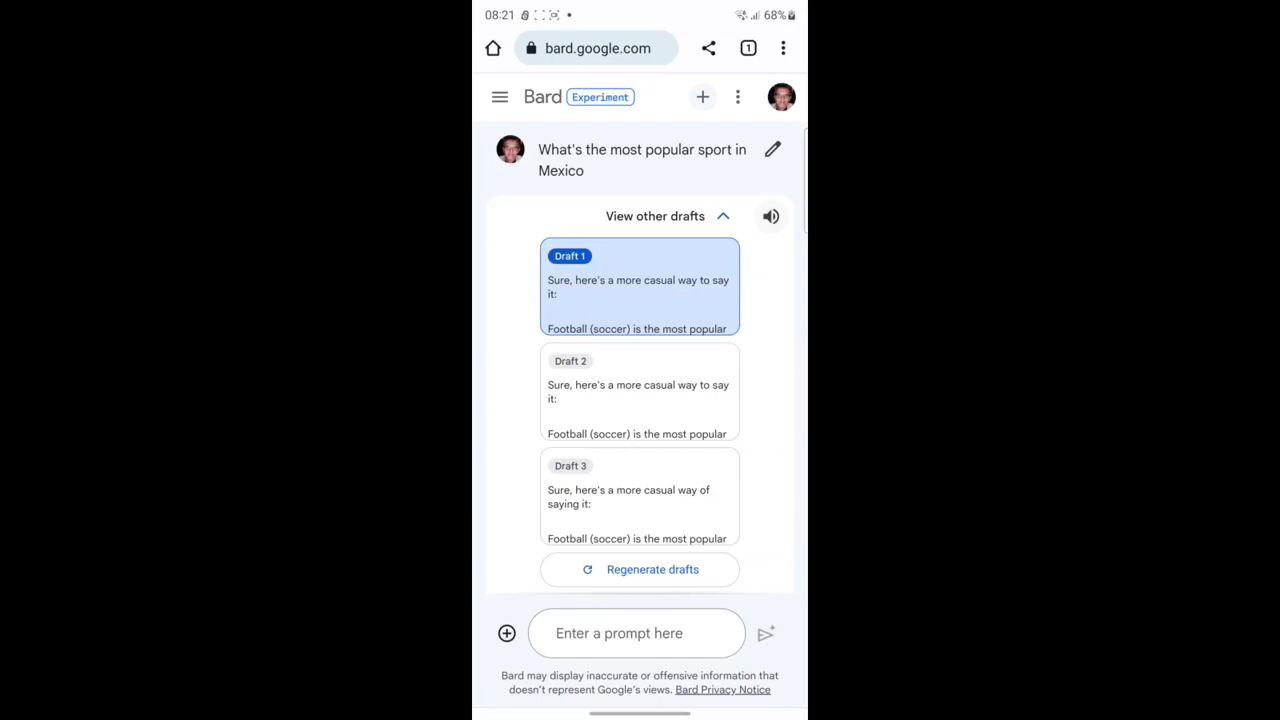 08:21 68%
bard.google.com 1
Bard Experiment
What's the most popular sport in
Mexico
View other drafts
Draft 1
Sure, here's a more casual way to say
it:
Football (soccer) is the most popular
Draft 2
Sure, here's a more casual way to say
it:
Football (soccer) is the most popular
Draft 3
Sure, here's a more casual way of
saying it:
Football (soccer) is the most popular
Regenerate drafts
Enter a prompt here
Bard may display inaccurate or offensive information that
doesn't represent Google's views. Bard Privacy Notice